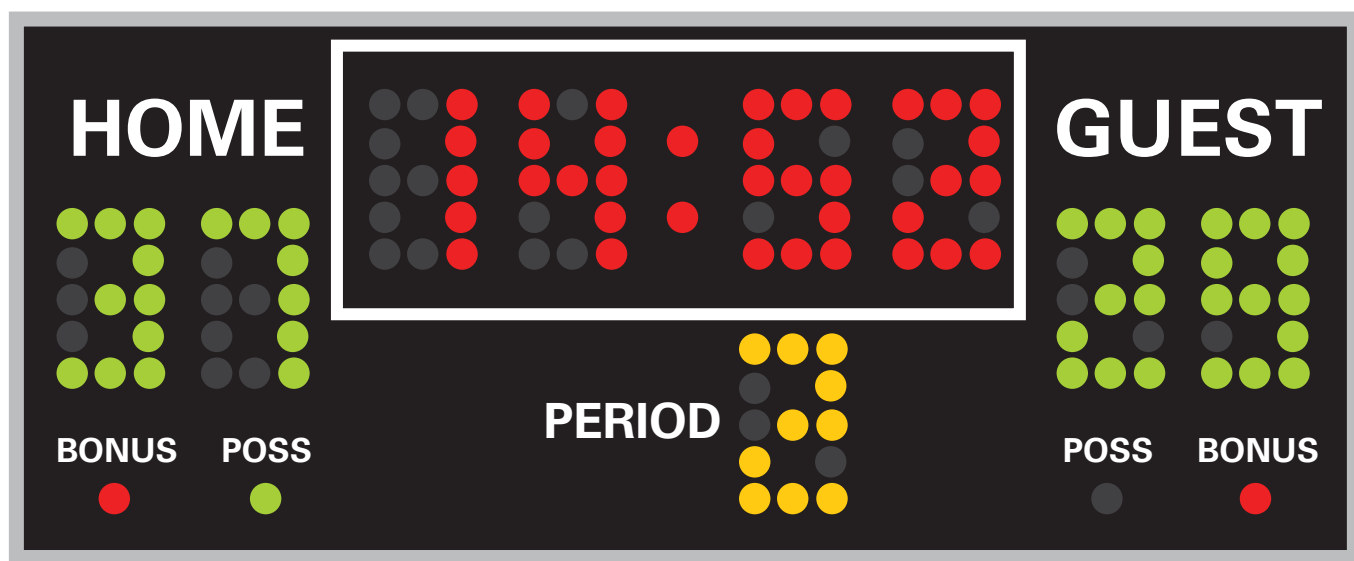 HOME
14:52
GUEST
37
29
PERIOD 2
BONUS POSS
POSS BONUS